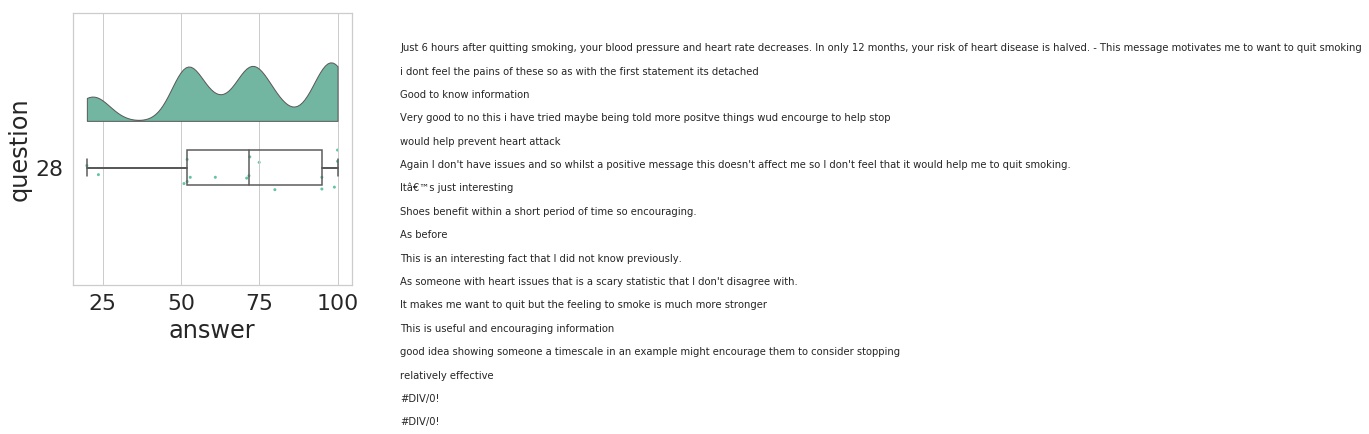 Just 6 hours after quitting smoking, your blood pressure and heart rate decreases. In only 12 months, your risk of heart disease is halved. - This message motivates me to want to quit smoking
i dont feel the pains of these so as with the first statement its detached
Good to know information
Very good to no this i have tried maybe being told more positve things wud encourge to help stop
would help prevent heart attack
Again I don't have issues and so whilst a positive message this doesn't affect me so I don't feel that it would help me to quit smoking.
Itâ€™s just interesting
Shoes benefit within a short period of time so encouraging.
As before
This is an interesting fact that I did not know previously.
As someone with heart issues that is a scary statistic that I don't disagree with.
It makes me want to quit but the feeling to smoke is much more stronger
This is useful and encouraging information
good idea showing someone a timescale in an example might encourage them to consider stopping
relatively effective
#DIV/0!
#DIV/0!
question
28
25 50 75 100
answer